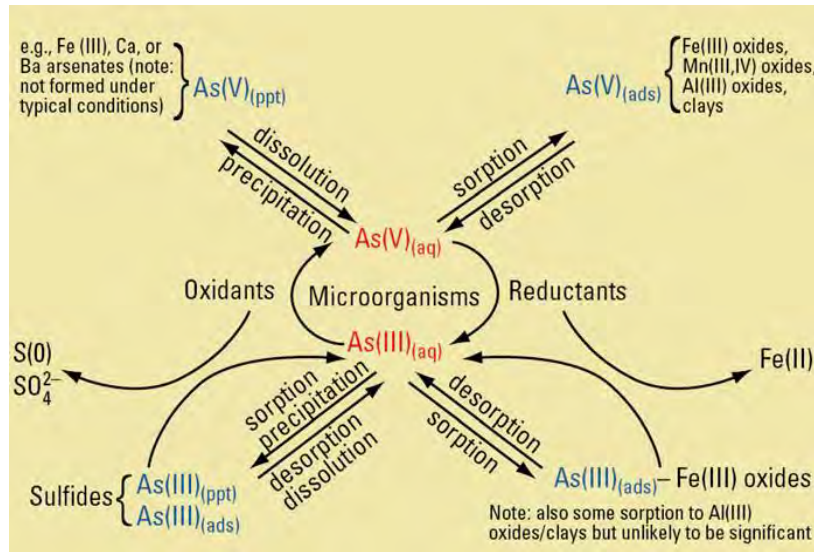 e.g., Fe (III), Ca, or
Ba arsenates (note:
not formed under
typical conditions)
As(V)(ppt)
As(V)(ads)
Fe(III) oxides,
Mn(III,IV) oxides,
Al(III) oxides,
clays
dissolution
precipitation
sorption
desorption
As(V)(aq)
Oxidants
Microorganisms
Reductants
As(III)(aq)
S(0)
SO₄²⁻
Fe(II)
sorption
precipitation
desorption
dissolution
desorption
sorption
Sulfides
As(III)(ppt)
As(III)(ads)
As(III)(ads)– Fe(III) oxides
Note: also some sorption to Al(III)
oxides/clays but unlikely to be significant